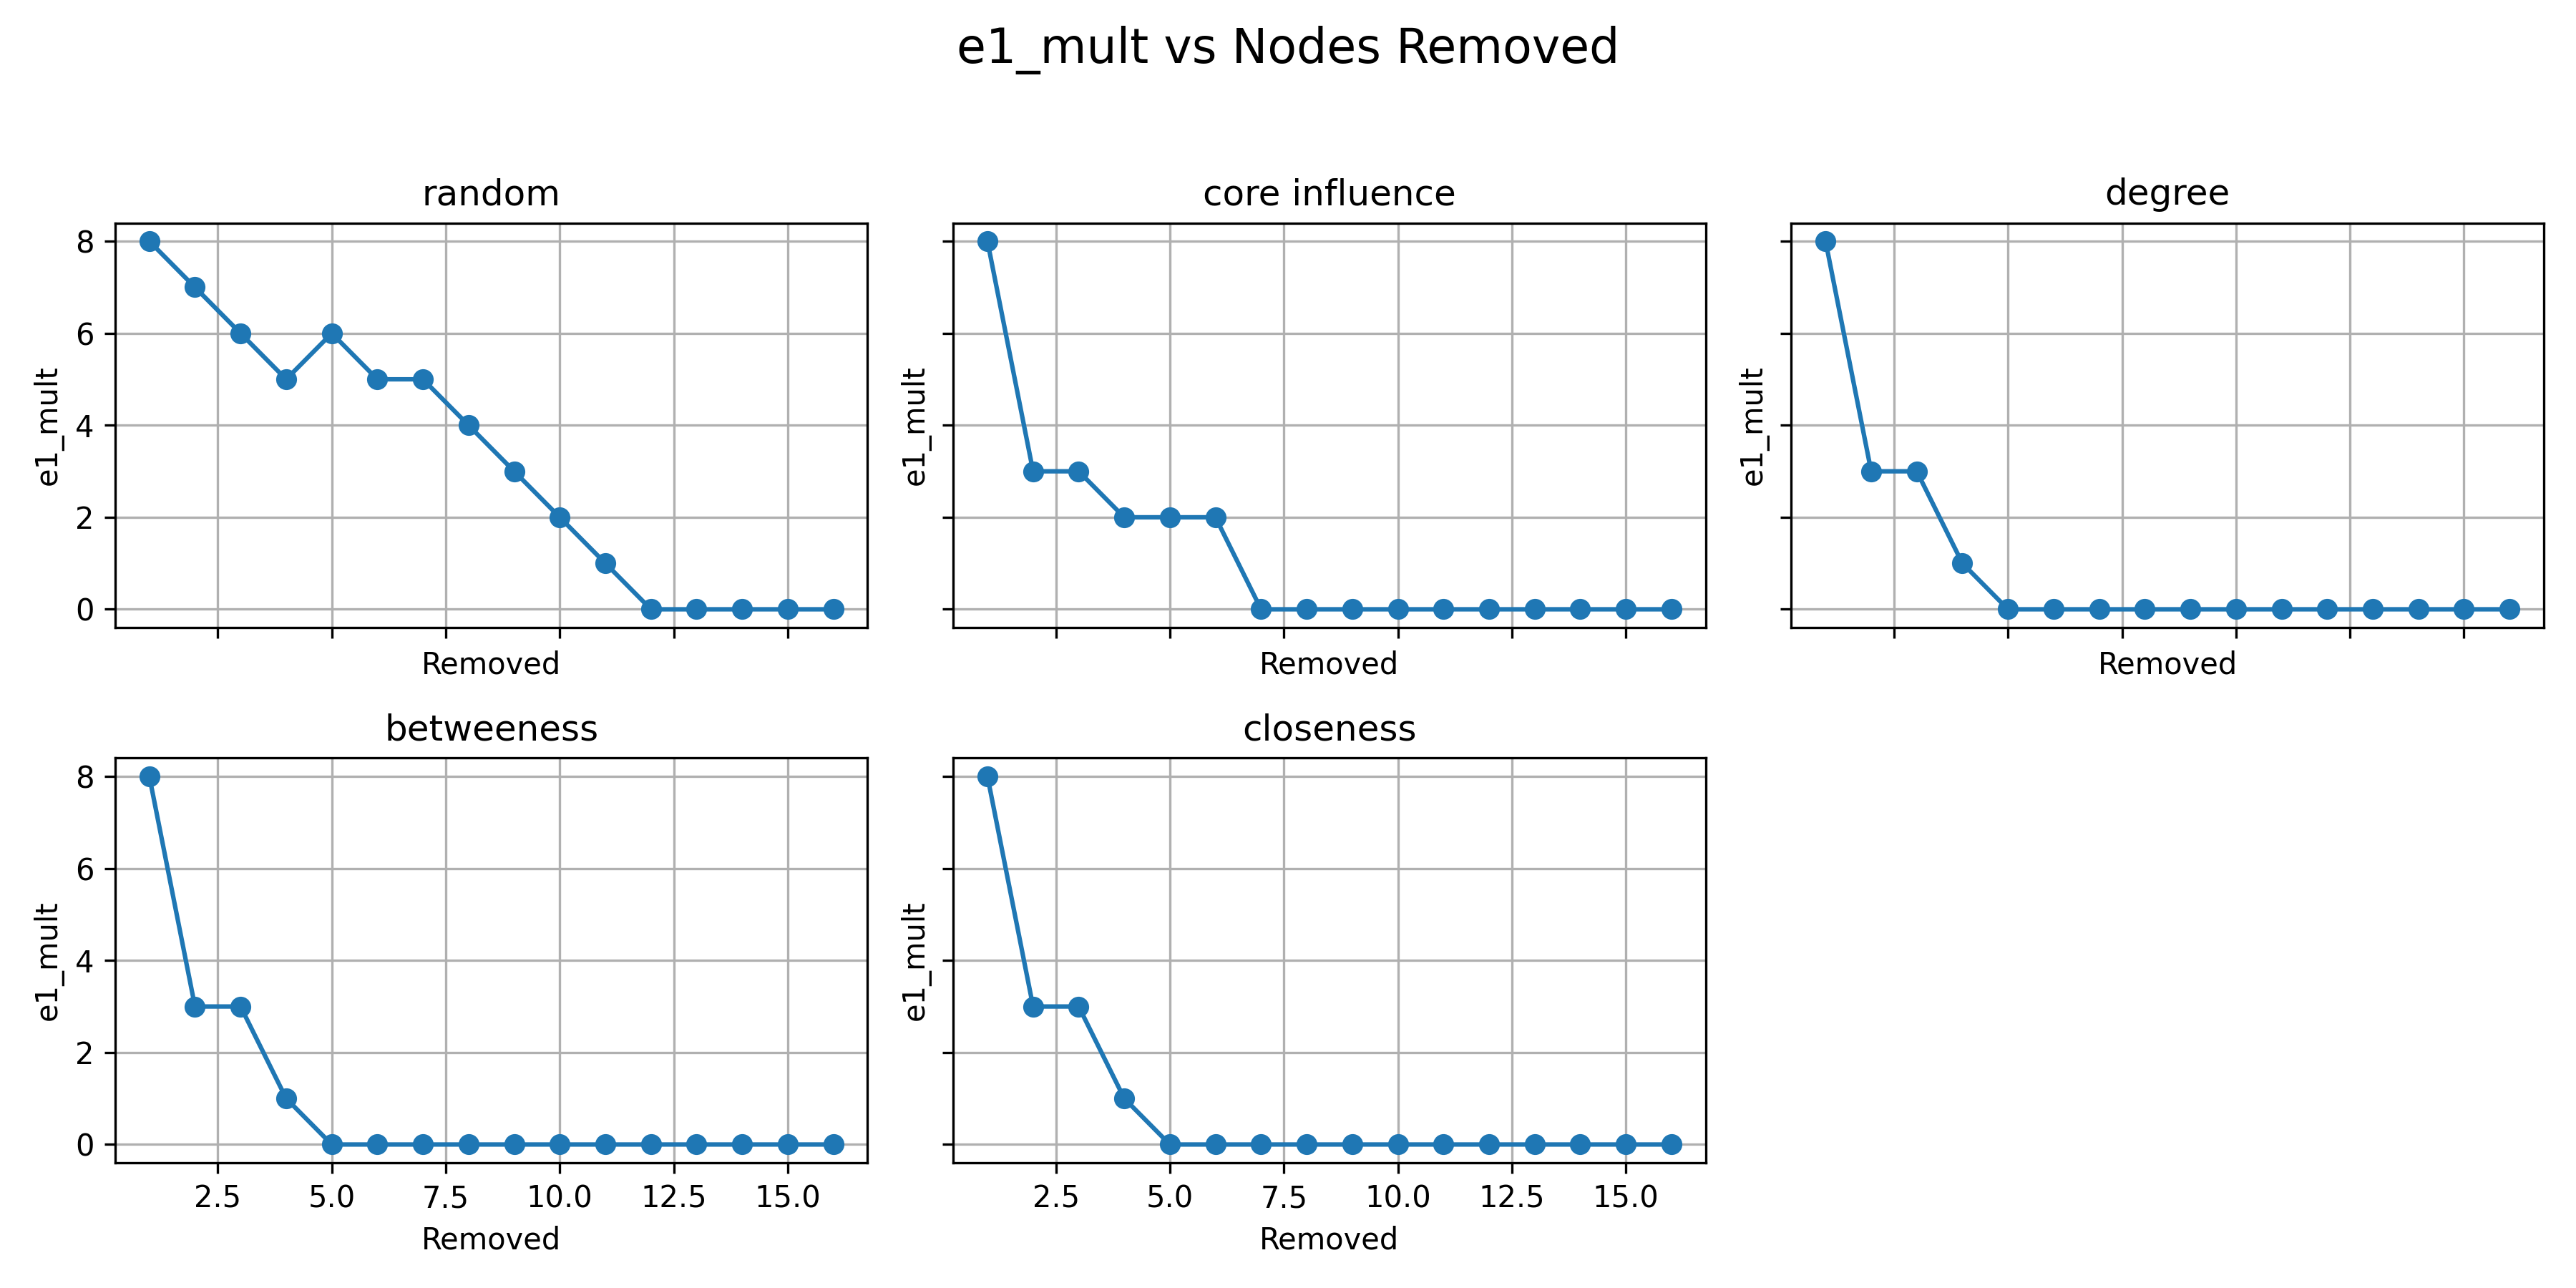 e1_mult vs Nodes Removed
random
core influence
degree
8
6
4
2
0
e1_mult
e1_mult
e1_mult
Removed
Removed
Removed
betweeness
closeness
8
6
4
2
0
e1_mult
e1_mult
2.5 5.0 7.5 10.0 12.5 15.0
2.5 5.0 7.5 10.0 12.5 15.0
Removed
Removed